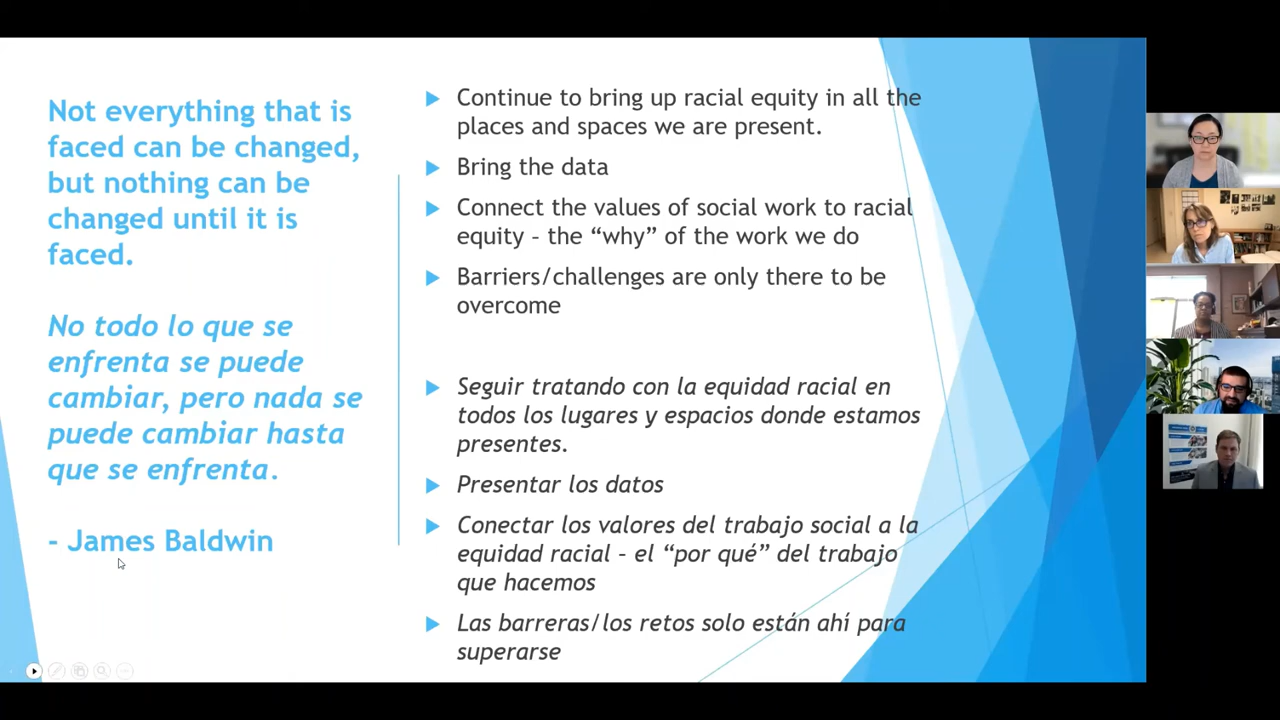 Not everything that is
faced can be changed,
but nothing can be
changed until it is
faced.
No todo lo que se
enfrenta se puede
cambiar, pero nada se
puede cambiar hasta
que se enfrenta.
- James Baldwin
Continue to bring up racial equity in all the
places and spaces we are present.
Bring the data
Connect the values of social work to racial
equity – the “why” of the work we do
Barriers/challenges are only there to be
overcome
Seguir tratando con la equidad racial en
todos los lugares y espacios donde estamos
presentes.
Presentar los datos
Conectar los valores del trabajo social a la
equidad racial – el “por qué” del trabajo
que hacemos
Las barreras/los retos solo están ahí para
superarse